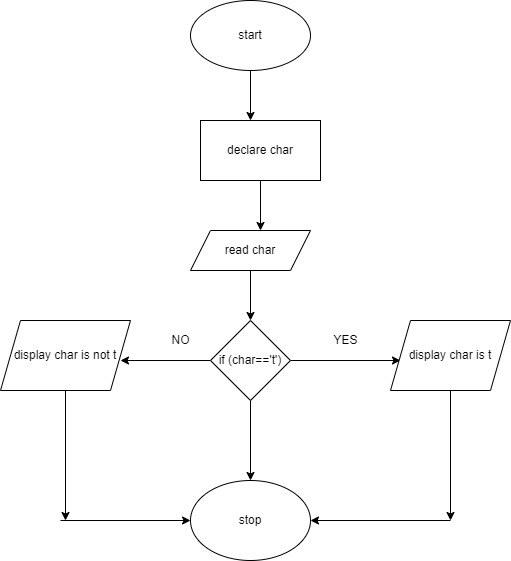 start
declare char
read char
NO
YES
display char is not t
if (char=='t')
display char is t
stop